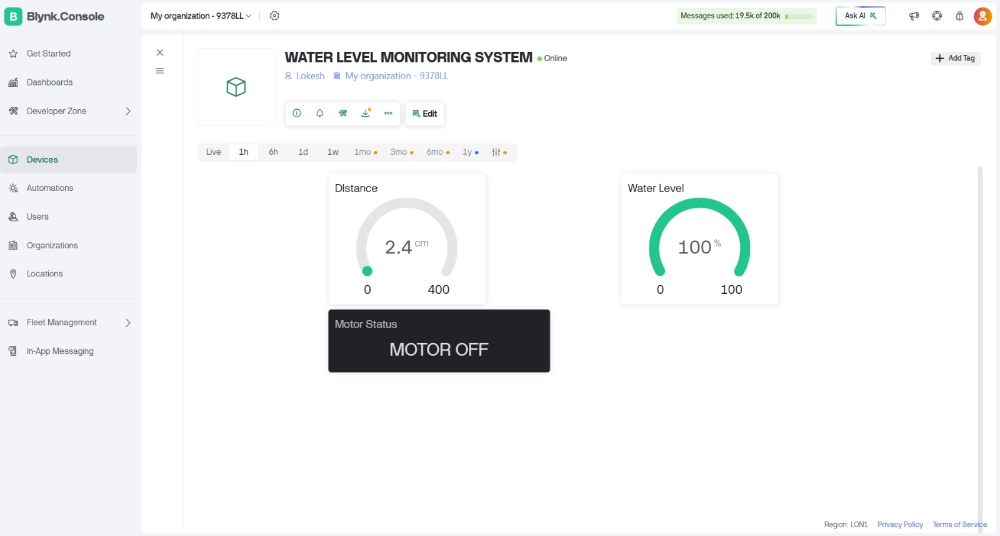 B Blynk.Console
My organization - 9378LL
Messages used: 19.5k of 200k
Ask AI
Get Started
Dashboards
Developer Zone
Devices
Automations
Users
Organizations
Locations
Fleet Management
In-App Messaging
WATER LEVEL MONITORING SYSTEM Online
Lokesh My organization - 9378LL
Add Tag
Edit
Live 1h 6h 1d 1w 1mo 3mo 6mo 1y
DIstance
2.4 cm
0 400
Water Level
100 %
0 100
Motor Status
MOTOR OFF
Region: LON1 Privacy Policy Terms of Service